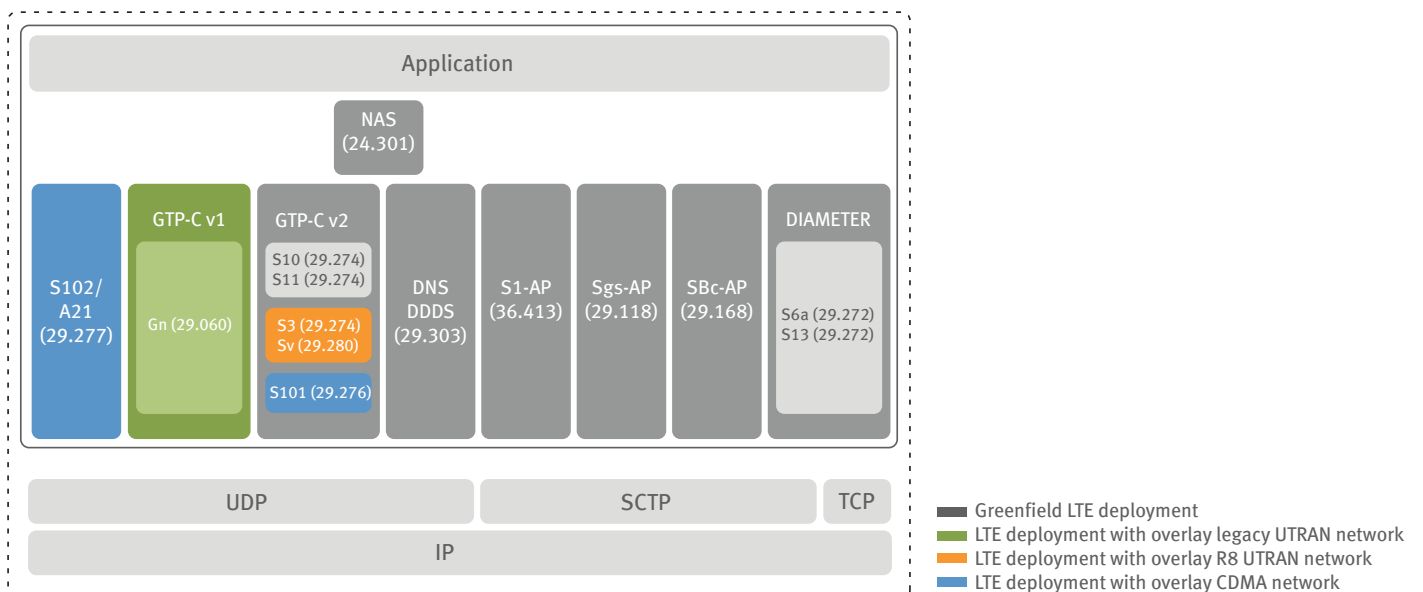 Application
NAS
(24.301)
S102/
A21
(29.277)
GTP-C v1
Gn (29.060)
GTP-C v2
S10 (29.274)
S11 (29.274)
S3 (29.274)
Sv (29.280)
S101 (29.276)
DNS
DDDS
(29.303)
S1-AP
(36.413)
Sgs-AP
(29.118)
SBc-AP
(29.168)
DIAMETER
S6a (29.272)
S13 (29.272)
UDP
SCTP
TCP
IP
Greenfield LTE deployment
LTE deployment with overlay legacy UTRAN network
LTE deployment with overlay R8 UTRAN network
LTE deployment with overlay CDMA network